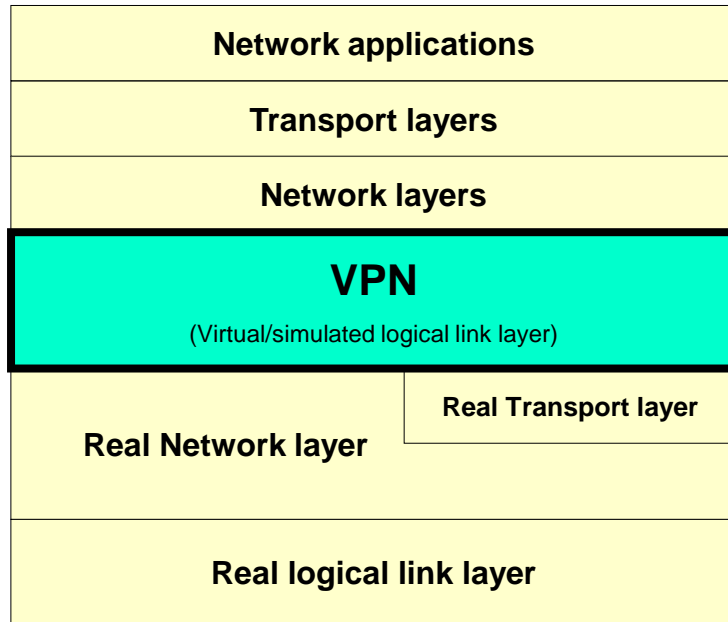 Network applications
Transport layers
Network layers
VPN
(Virtual/simulated logical link layer)
Real Transport layer
Real Network layer
Real logical link layer